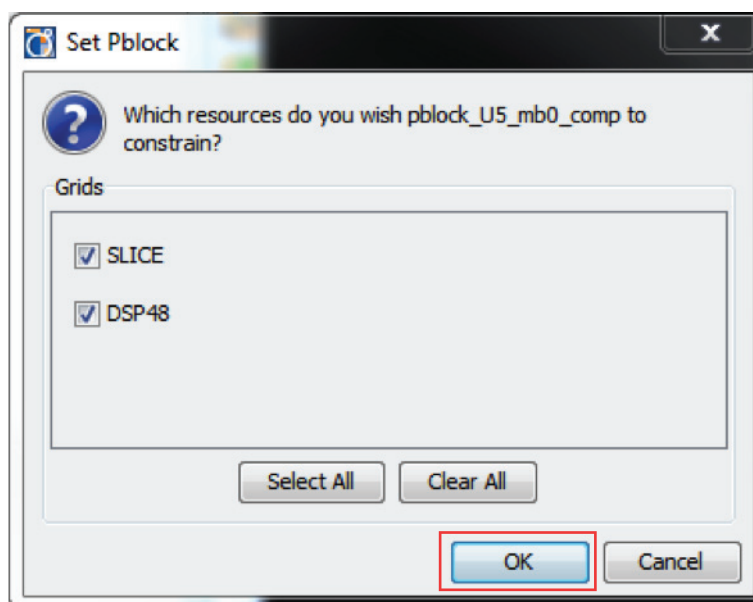 Set Pblock
x
Which resources do you wish pblock_U5_mb0_comp to
constrain?
Grids
SLICE
DSP48
Select All
Clear All
OK
Cancel